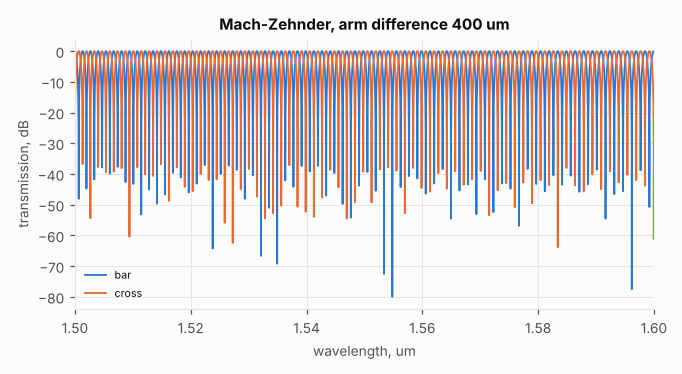 Mach-Zehnder, arm difference 400 um
transmission, dB
0
−10
−20
−30
−40
−50
−60
−70
−80
bar
cross
1.50 1.52 1.54 1.56 1.58 1.60
wavelength, um